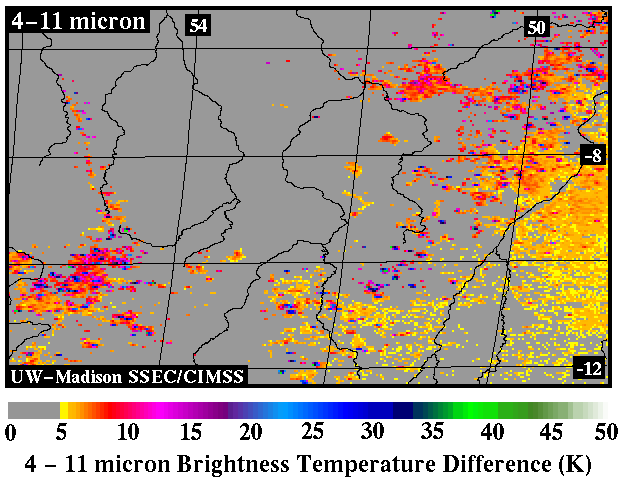 4-11 micron
54
50
-8
-12
UW-Madison SSEC/CIMSS
0 5 10 15 20 25 30 35 40 45 50
4 - 11 micron Brightness Temperature Difference (K)